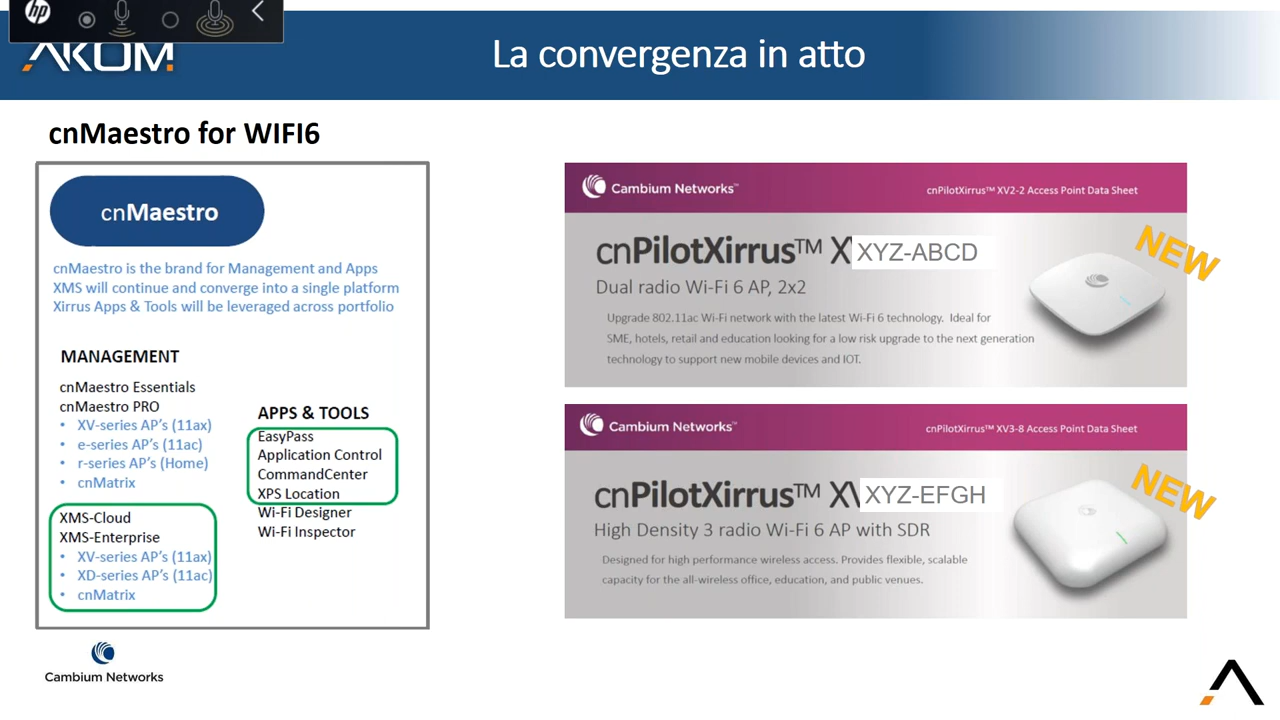 hp
AKOM!
La convergenza in atto
cnMaestro for WIFI6
cnMaestro
cnMaestro is the brand for Management and Apps
XMS will continue and converge into a single platform
Xirrus Apps & Tools will be leveraged across portfolio
MANAGEMENT
cnMaestro Essentials
cnMaestro PRO
• XV-series AP's (11ax)
• e-series AP's (11ac)
• r-series AP's (Home)
• cnMatrix
XMS-Cloud
XMS-Enterprise
• XV-series AP's (11ax)
• XD-series AP's (11ac)
• cnMatrix
APPS & TOOLS
EasyPass
Application Control
CommandCenter
XPS Location
Wi-Fi Designer
Wi-Fi Inspector
Cambium Networks
Cambium Networks™
cnPilotXirrus™ XV2-2 Access Point Data Sheet
cnPilotXirrus™ X XYZ-ABCD
NEW
Dual radio Wi-Fi 6 AP, 2x2
Upgrade 802.11ac Wi-Fi network with the latest Wi-Fi 6 technology. Ideal for
SME, hotels, retail and education looking for a low risk upgrade to the next generation
technology to support new mobile devices and IOT.
Cambium Networks™
cnPilotXirrus™ XV3-8 Access Point Data Sheet
cnPilotXirrus™ XV XYZ-EFGH
NEW
High Density 3 radio Wi-Fi 6 AP with SDR
Designed for high performance wireless access. Provides flexible, scalable
capacity for the all-wireless office, education, and public venues.